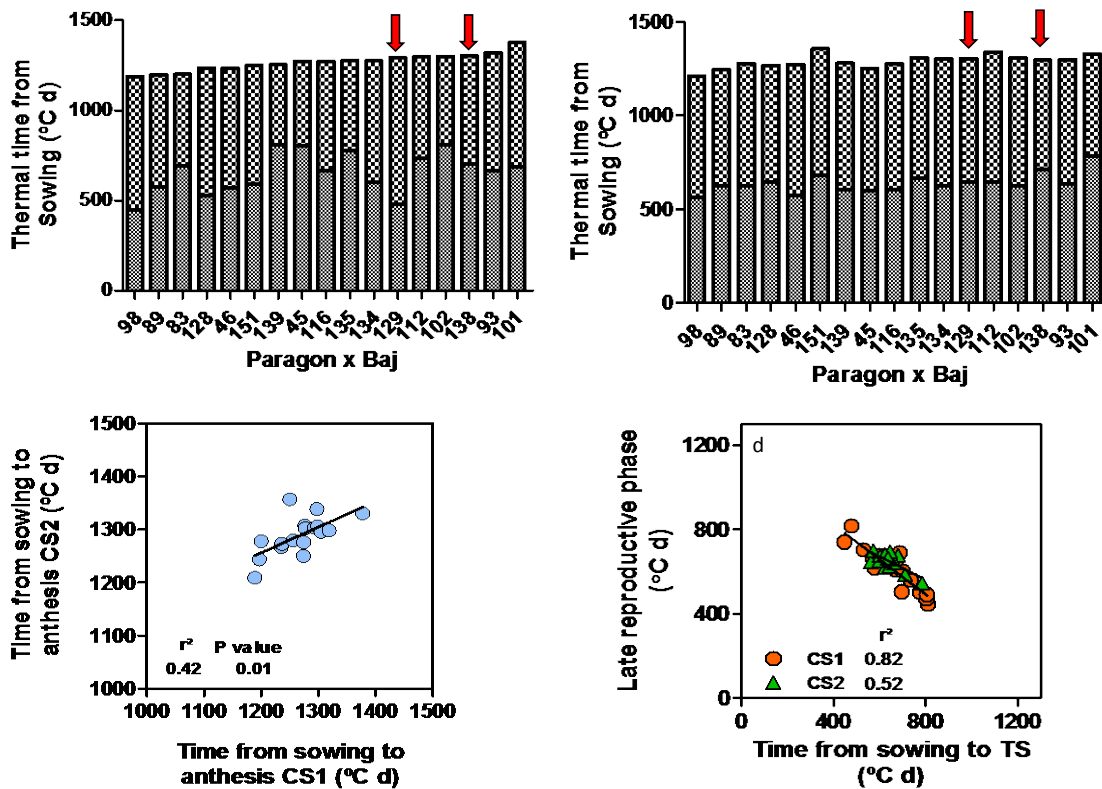 Thermal time from
Sowing (ºC d)
1500
1000
500
0
98 89 83 128 46 151 139 45 116 135 134 129 112 102 138 93 101
Paragon x Baj
Thermal time from
Sowing (ºC d)
1500
1000
500
0
98 89 83 128 46 151 139 45 116 135 134 129 112 102 138 93 101
Paragon x Baj
Time from sowing to
anthesis CS2 (ºC d)
1500
1400
1300
1200
1100
1000
r² P value
0.42 0.01
1000 1100 1200 1300 1400 1500
Time from sowing to
anthesis CS1 (ºC d)
Late reproductive phase
(ºC d)
1200
800
400
0
d
r²
CS1 0.82
CS2 0.52
0 400 800 1200
Time from sowing to TS
(ºC d)